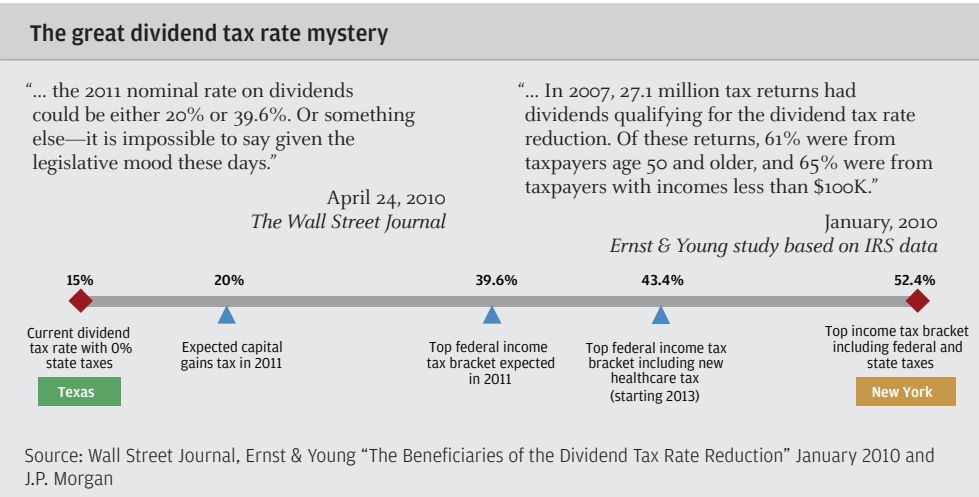 The great dividend tax rate mystery
“... the 2011 nominal rate on dividends
could be either 20% or 39.6%. Or something
else—it is impossible to say given the
legislative mood these days.”
April 24, 2010
The Wall Street Journal
“... In 2007, 27.1 million tax returns had
dividends qualifying for the dividend tax rate
reduction. Of these returns, 61% were from
taxpayers age 50 and older, and 65% were from
taxpayers with incomes less than $100K.”
January, 2010
Ernst & Young study based on IRS data
15%
20%
39.6%
43.4%
52.4%
Current dividend
tax rate with 0%
state taxes
Texas
Expected capital
gains tax in 2011
Top federal income
tax bracket expected
in 2011
Top federal income tax
bracket including new
healthcare tax
(starting 2013)
Top income tax bracket
including federal and
state taxes
New York
Source: Wall Street Journal, Ernst & Young “The Beneficiaries of the Dividend Tax Rate Reduction” January 2010 and
J.P. Morgan